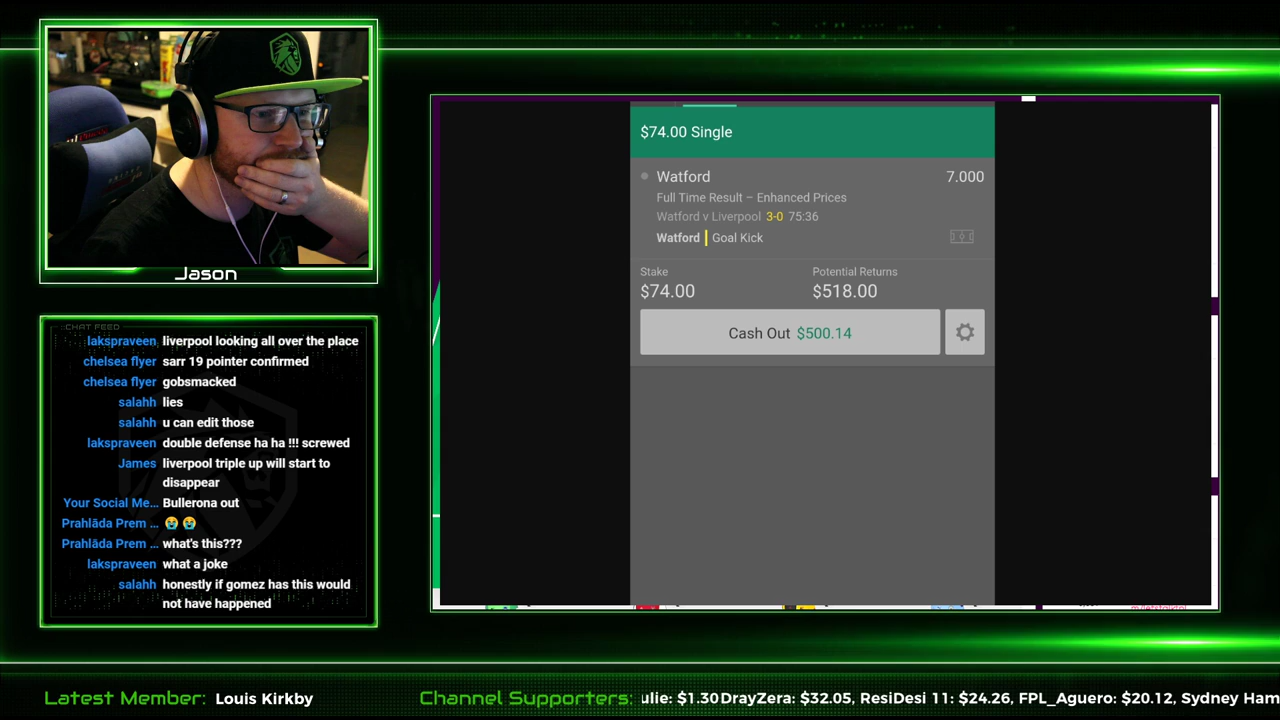 Jason
::CHAT FEED
lakspraveen liverpool looking all over the place
chelsea flyer sarr 19 pointer confirmed
chelsea flyer gobsmacked
salahh lies
salahh u can edit those
lakspraveen double defense ha ha !!! screwed
James liverpool triple up will start to
disappear
Your Social Me... Bullerona out
Prahlāda Prem ... 😭 😭
Prahlāda Prem ... what's this???
lakspraveen what a joke
salahh honestly if gomez has this would
not have happened
$74.00 Single
Watford 7.000
Full Time Result – Enhanced Prices
Watford v Liverpool 3-0 75:36
Watford Goal Kick
Stake Potential Returns
$74.00 $518.00
Cash Out $500.14
Latest Member: Louis Kirkby
Channel Supporters: ulie: $1.30 DrayZera: $32.05, ResiDesi 11: $24.26, FPL_Aguero: $20.12, Sydney Ham